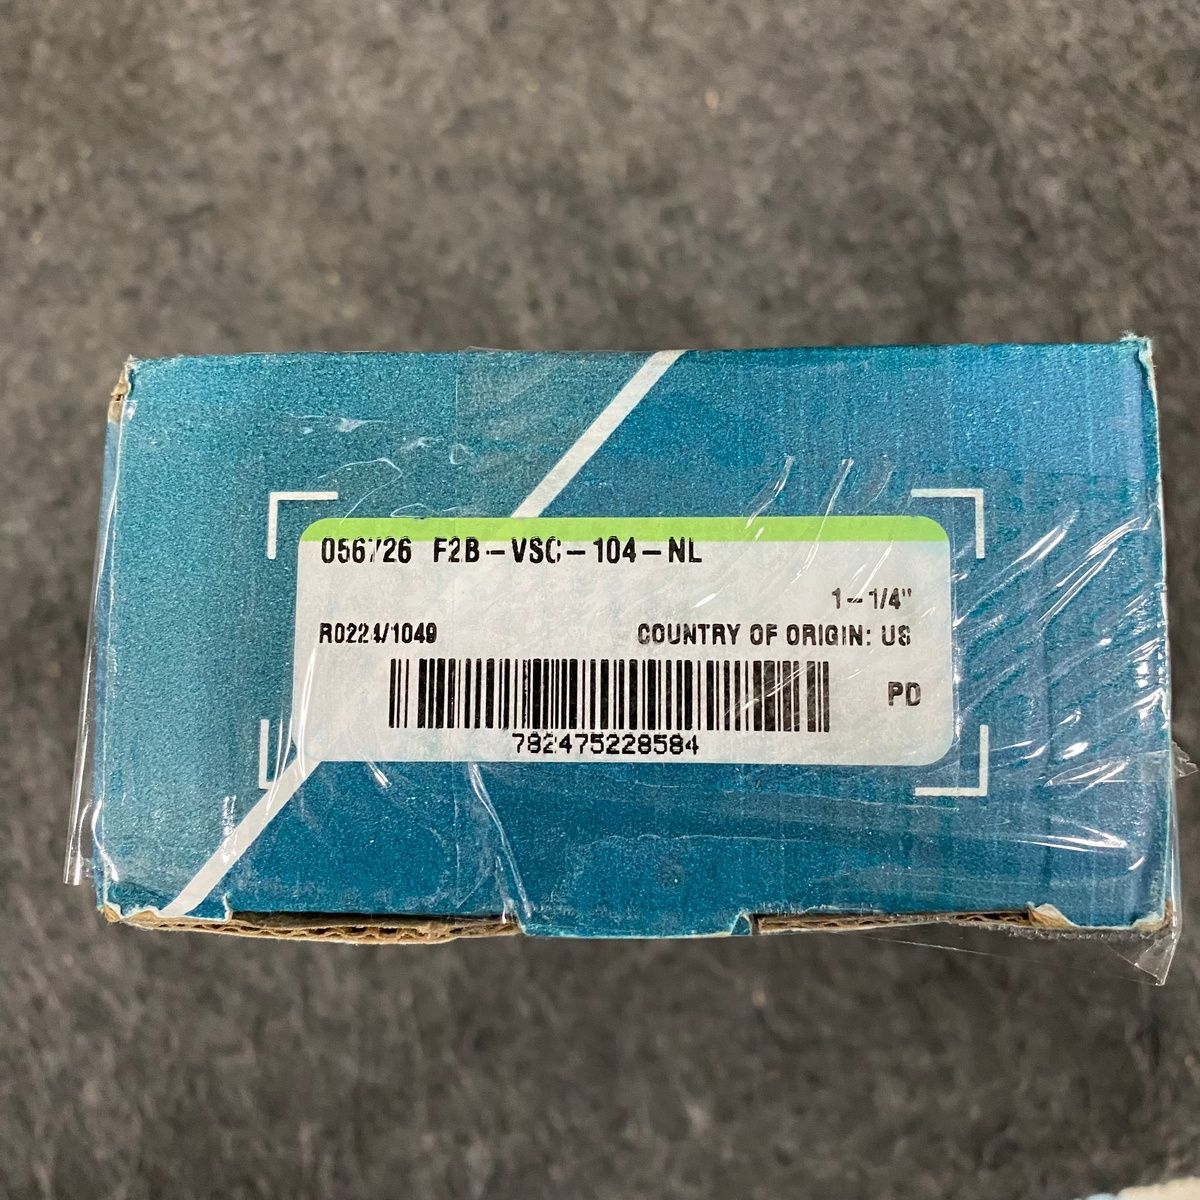 056726 F2B-VSC-104-NL
1-1/4"
R0224/1049
COUNTRY OF ORIGIN: US
PD
782475228584